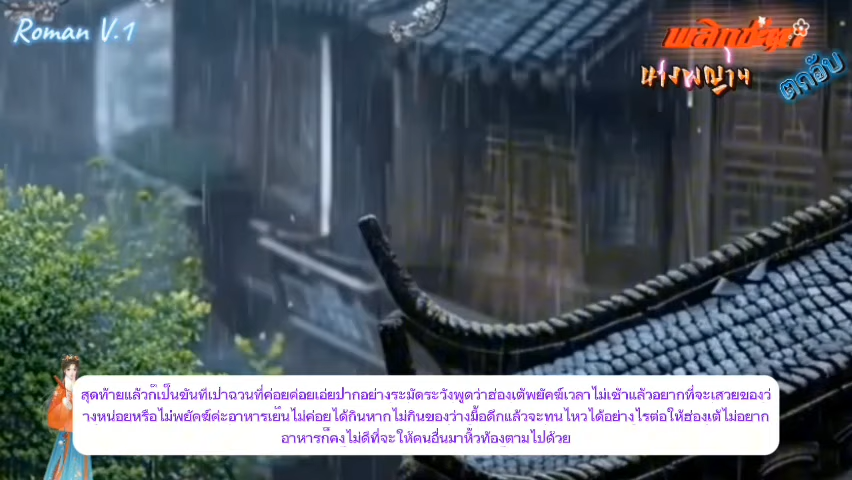 Roman V.1
พลิกชะตา
นางพญางู
ตกอับ
สุดท้ายแล้วก็เป็นขันทีเปาฉวนที่ค่อยค่อยเอ่ยปากอย่างระมัดระวังพูดว่าฮ่องเต้พยัคฆ์เวลาไม่เช้าแล้วอยากที่จะเสวยของว่
างหน่อยหรือไม่พยัคฆ์ค่ะอาหารเย็นไม่ค่อยได้กินหากไม่กินของว่างมื้อดึกแล้วจะทนไหวได้อย่างไรต่อให้ฮ่องเต้ไม่อยาก
อาหารก็คงไม่ดีที่จะให้คนอื่นมาหิ้วท้องตามไปด้วย